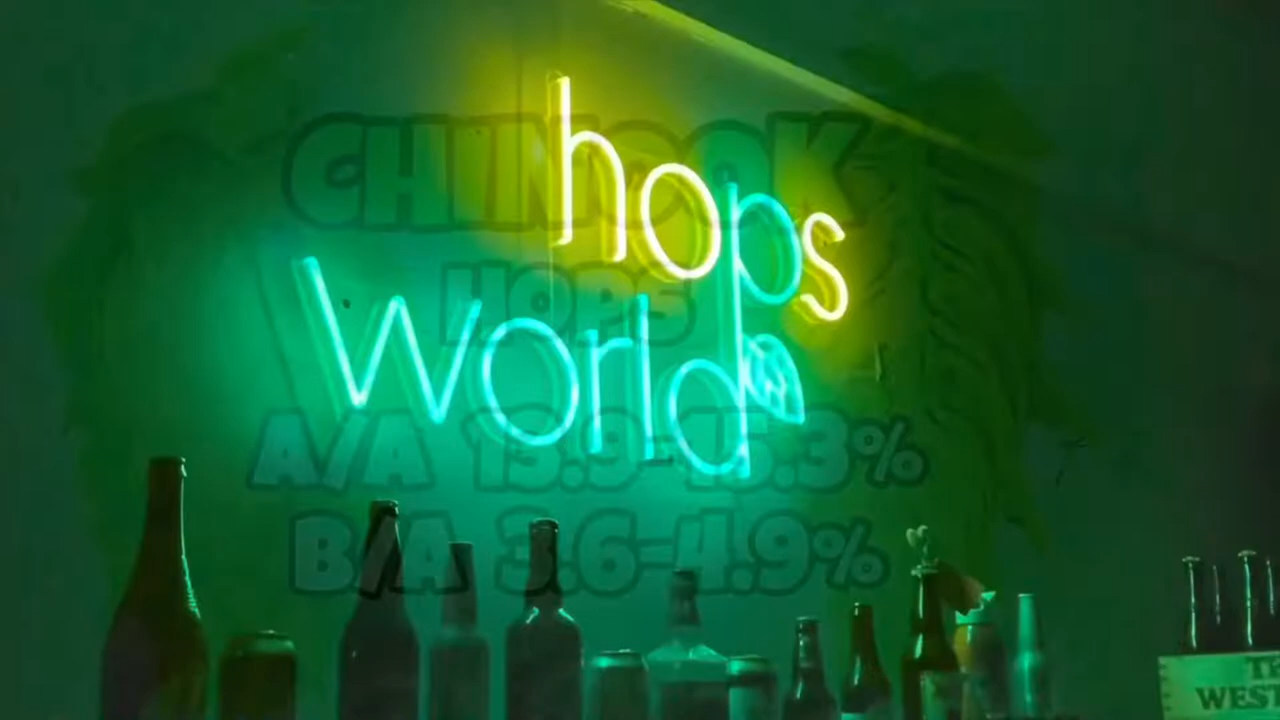 CHINOOK
hops
HOPS
World
A/A 13.9-15.3%
B/A 3.6-4.9%
WEST